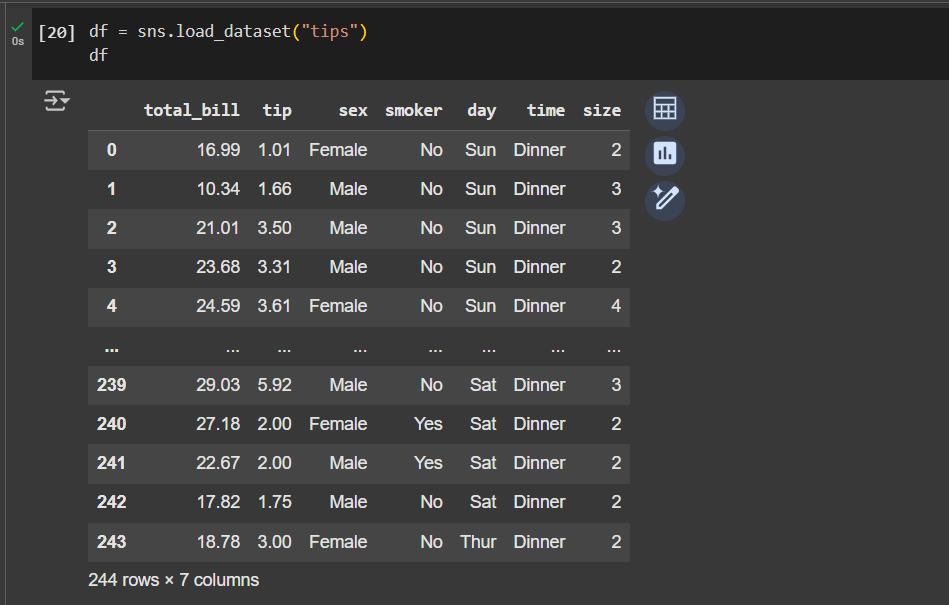 [20] df = sns.load_dataset("tips")
df
0s
total_bill tip sex smoker day time size
0 16.99 1.01 Female No Sun Dinner 2
1 10.34 1.66 Male No Sun Dinner 3
2 21.01 3.50 Male No Sun Dinner 3
3 23.68 3.31 Male No Sun Dinner 2
4 24.59 3.61 Female No Sun Dinner 4
... ... ... ... ... ... ... ...
239 29.03 5.92 Male No Sat Dinner 3
240 27.18 2.00 Female Yes Sat Dinner 2
241 22.67 2.00 Male Yes Sat Dinner 2
242 17.82 1.75 Male No Sat Dinner 2
243 18.78 3.00 Female No Thur Dinner 2
244 rows × 7 columns